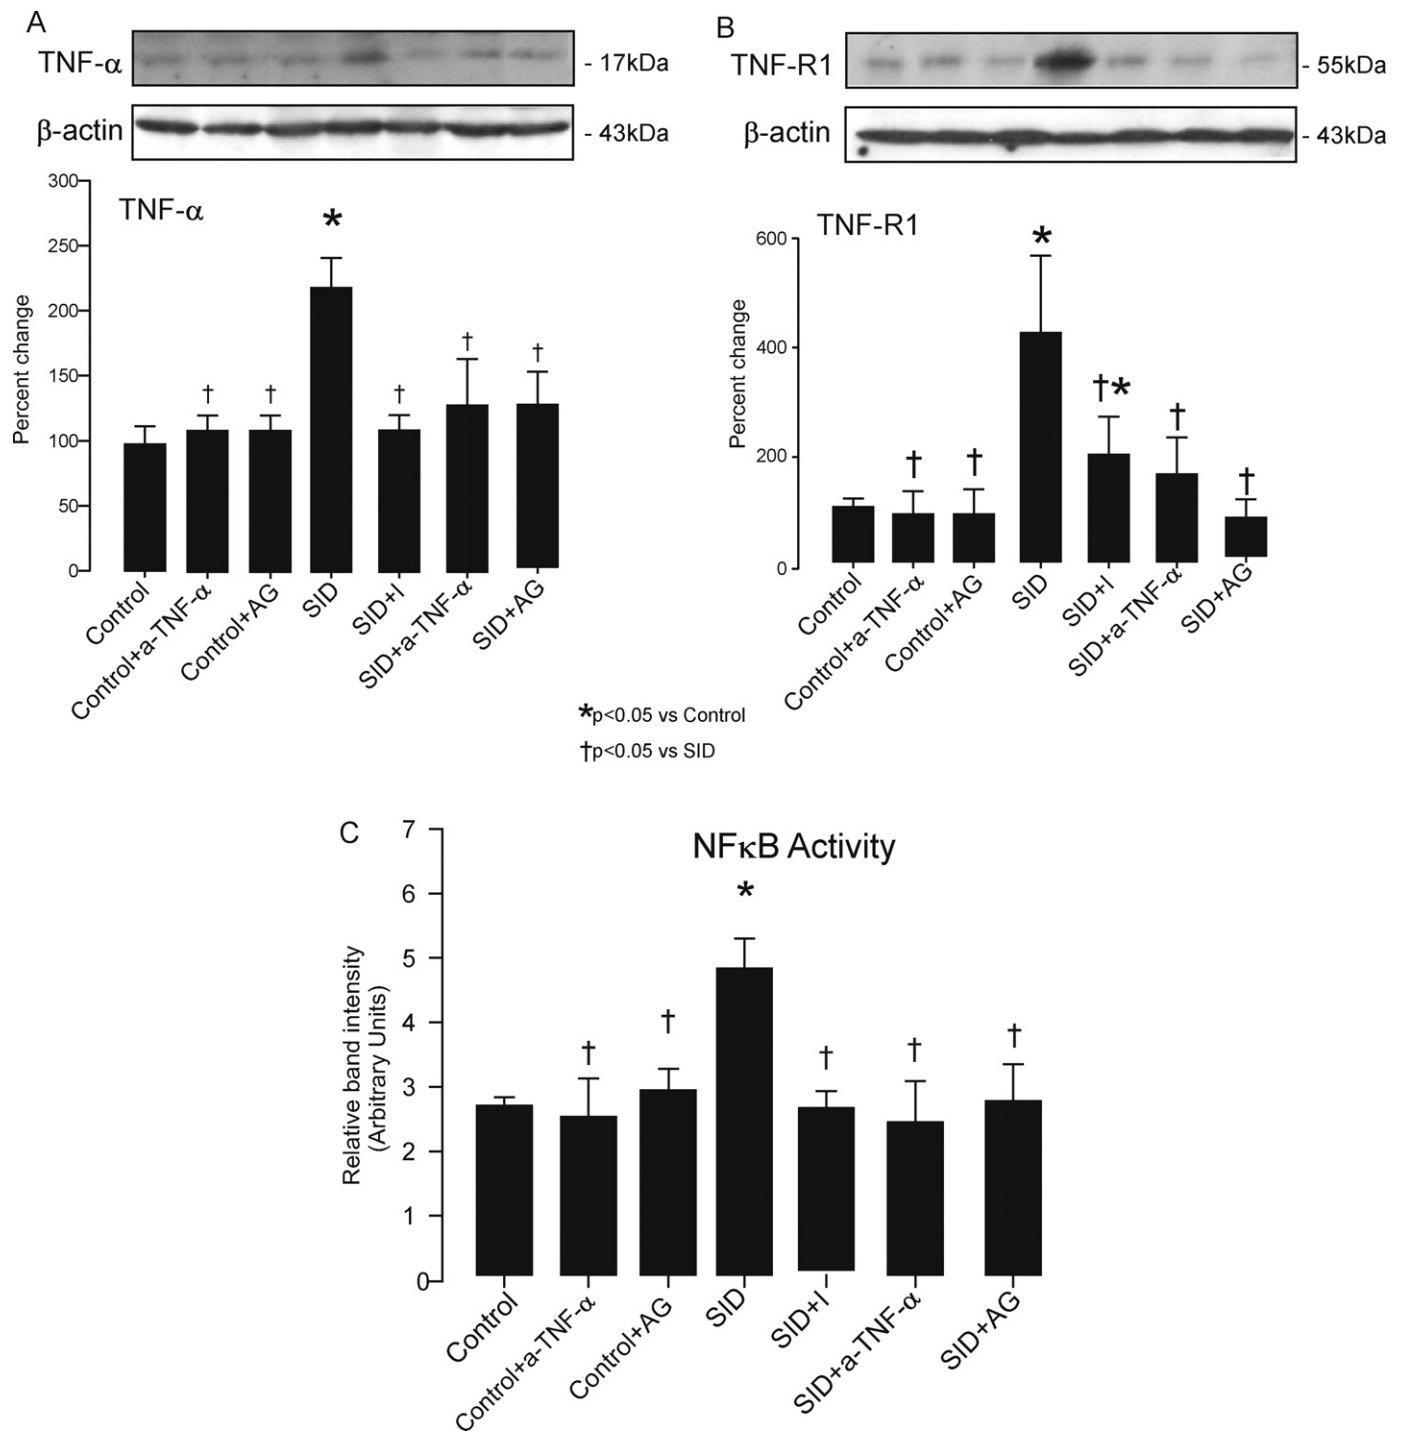 A
TNF-α
- 17kDa
β-actin
- 43kDa
TNF-α
Percent change
300
250
200
150
100
50
0
*
†
†
†
†
†
Control
Control+a-TNF-α
Control+AG
SID
SID+I
SID+a-TNF-α
SID+AG
B
TNF-R1
- 55kDa
β-actin
- 43kDa
TNF-R1
Percent change
600
400
200
0
*
†
†
†*
†
†
Control
Control+a-TNF-α
Control+AG
SID
SID+I
SID+a-TNF-α
SID+AG
*p<0.05 vs Control
†p<0.05 vs SID
C
NFκB Activity
Relative band intensity
(Arbitrary Units)
7
6
5
4
3
2
1
0
*
†
†
†
†
†
Control
Control+a-TNF-α
Control+AG
SID
SID+I
SID+a-TNF-α
SID+AG